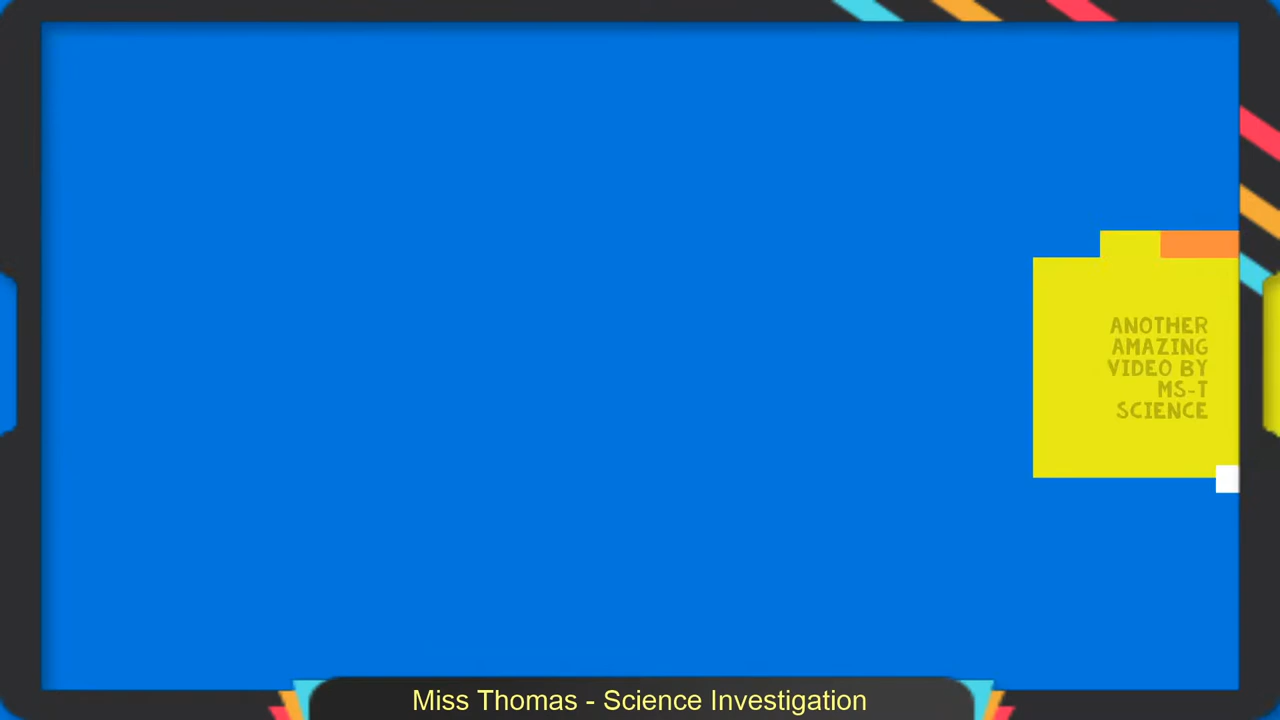 ANOTHER
AMAZING
VIDEO BY
MS-T
SCIENCE
Miss Thomas - Science Investigation